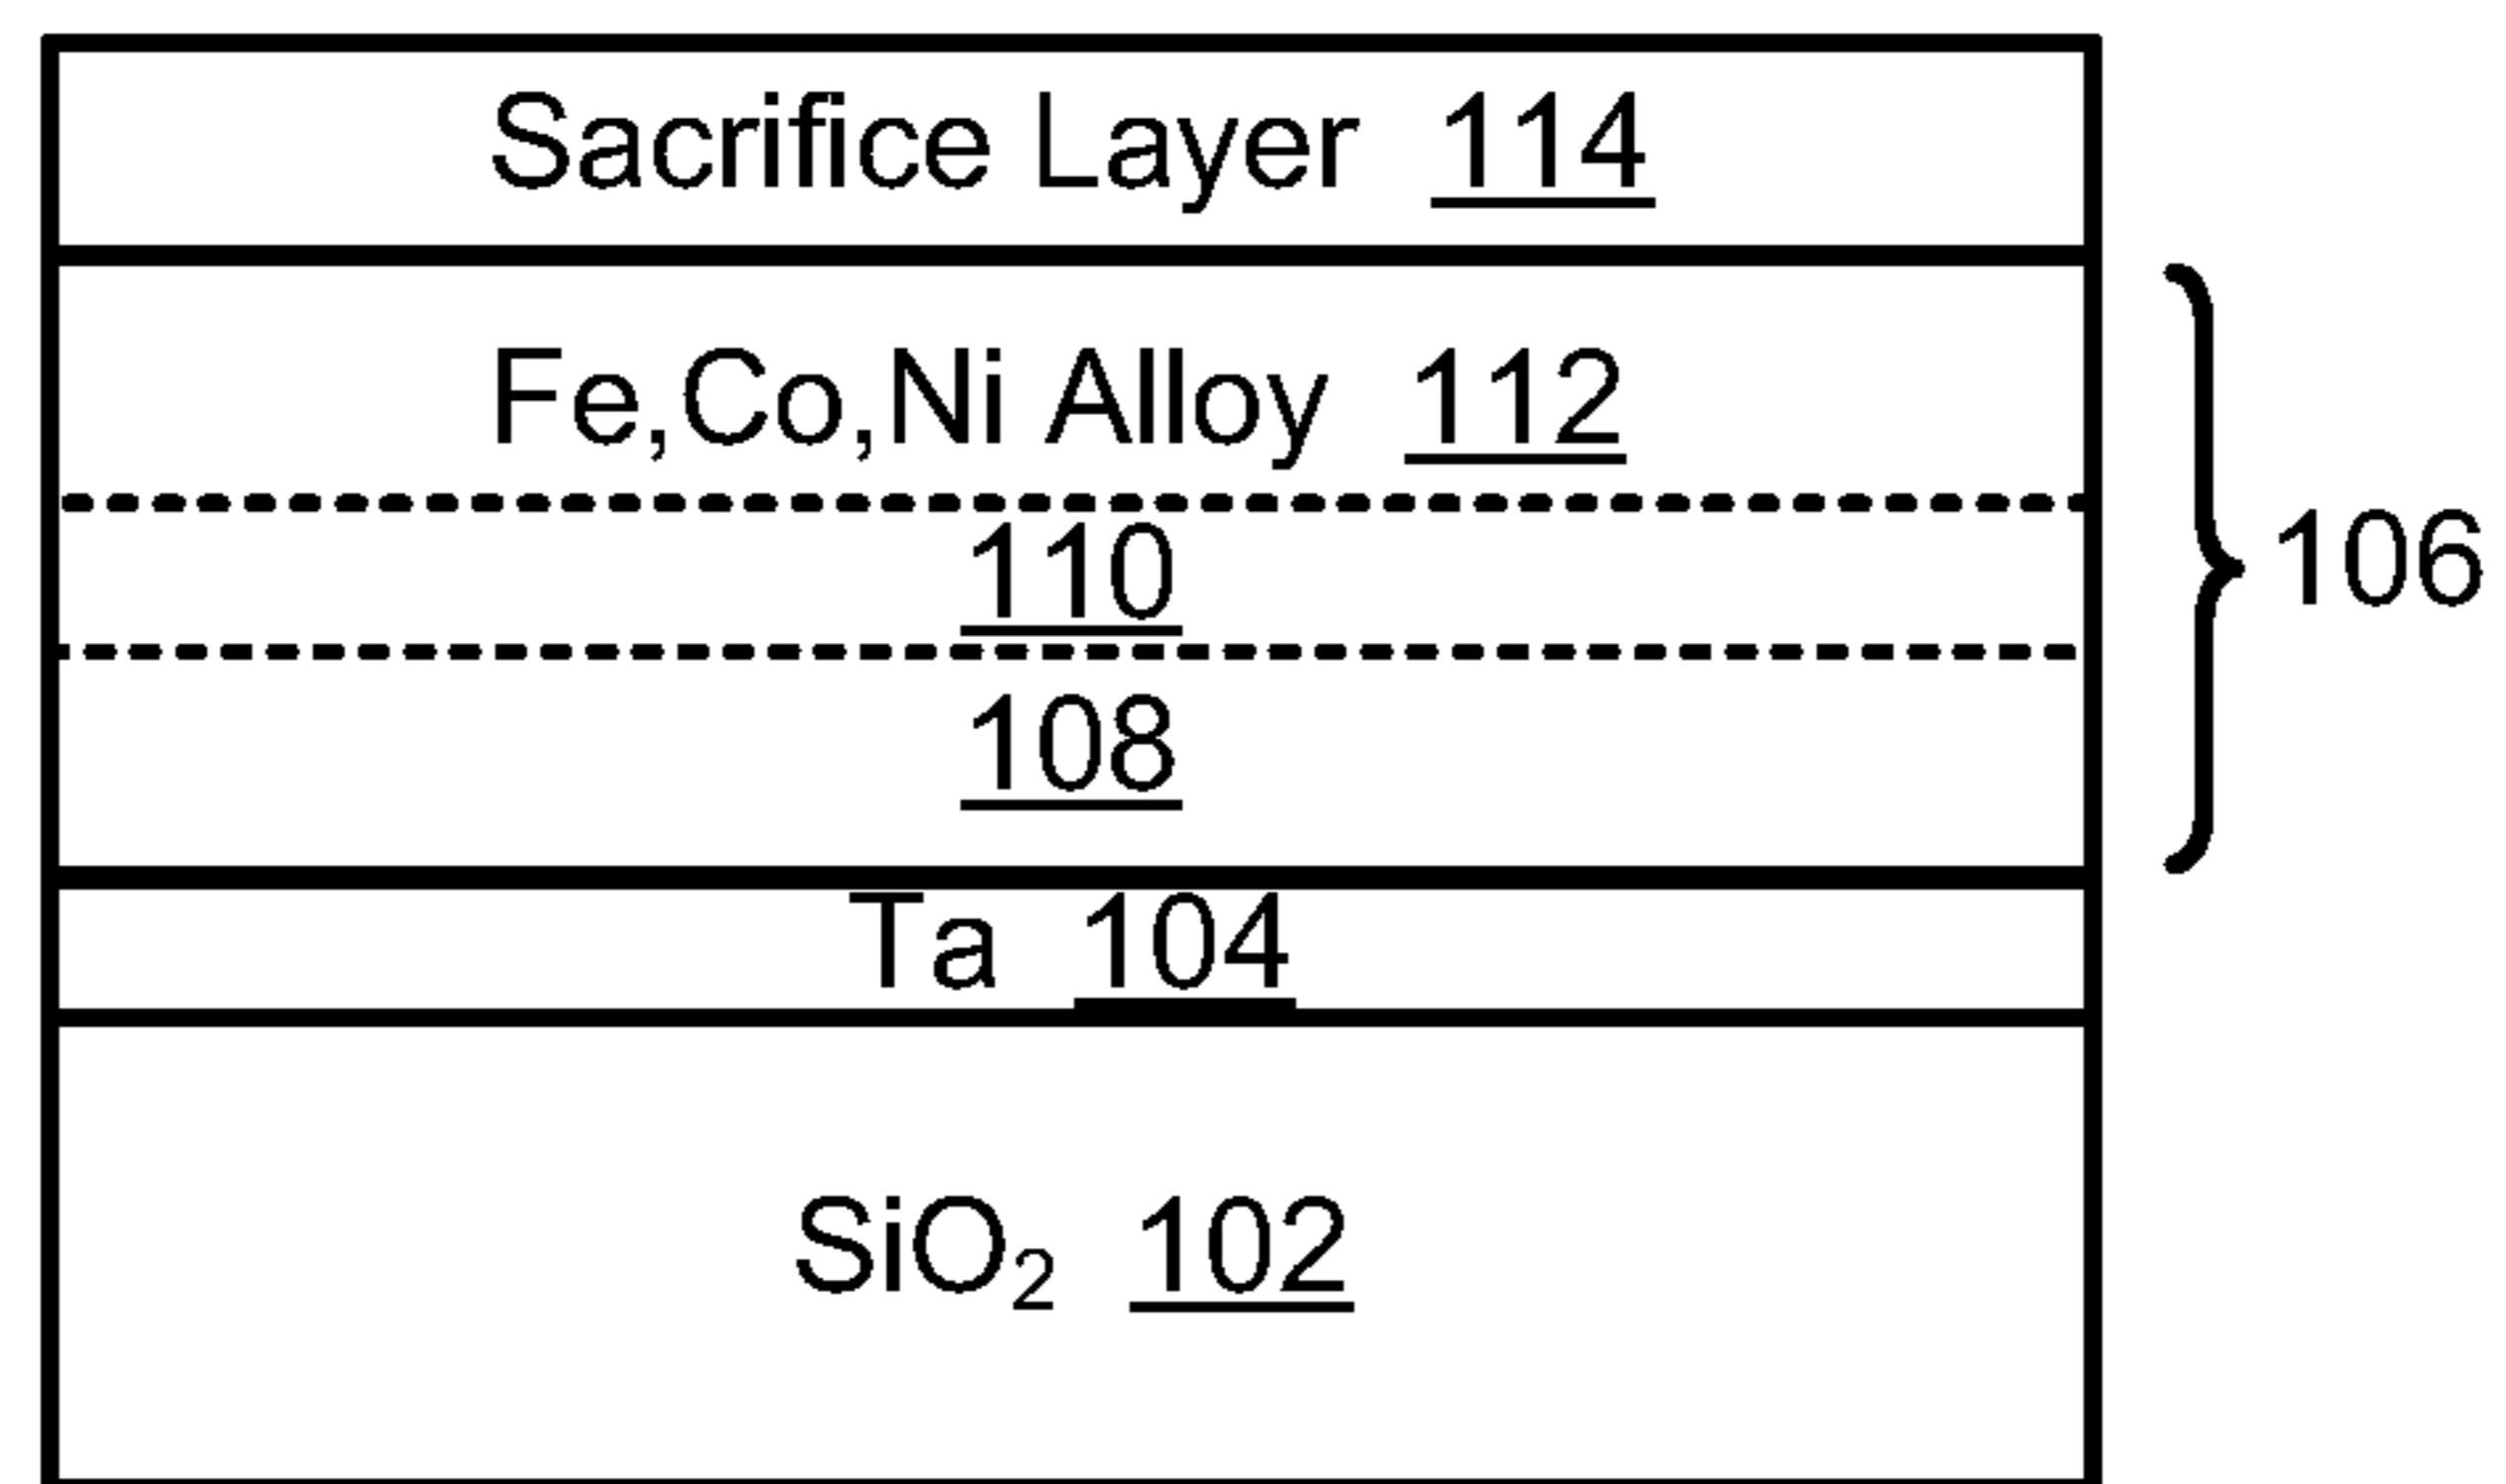 Sacrifice Layer 114
Fe,Co,Ni Alloy 112
110
106
108
Ta 104
SiO₂ 102